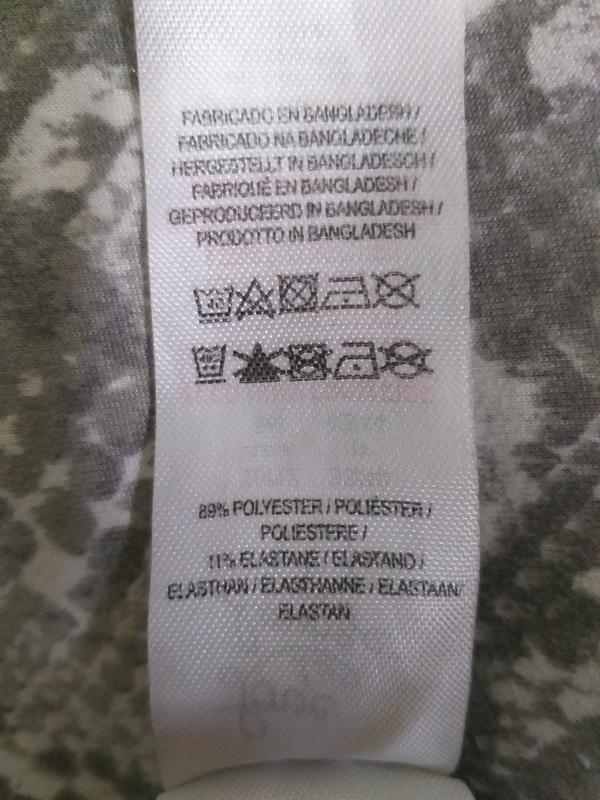 FABRICADO EN BANGLADESH /
FABRICADO NA BANGLADECHE /
HERGESTELLT IN BANGLADESCH /
FABRIQUÉ EN BANGLADESH /
GEPRODUCEERD IN BANGLADESH /
PRODOTTO IN BANGLADESH
40
40
89% POLYESTER / POLIÉSTER /
POLIESTERE /
11% ELASTANE / ELASTANO /
ELASTHAN / ELASTHANNE / ELASTAAN/
ELASTAN